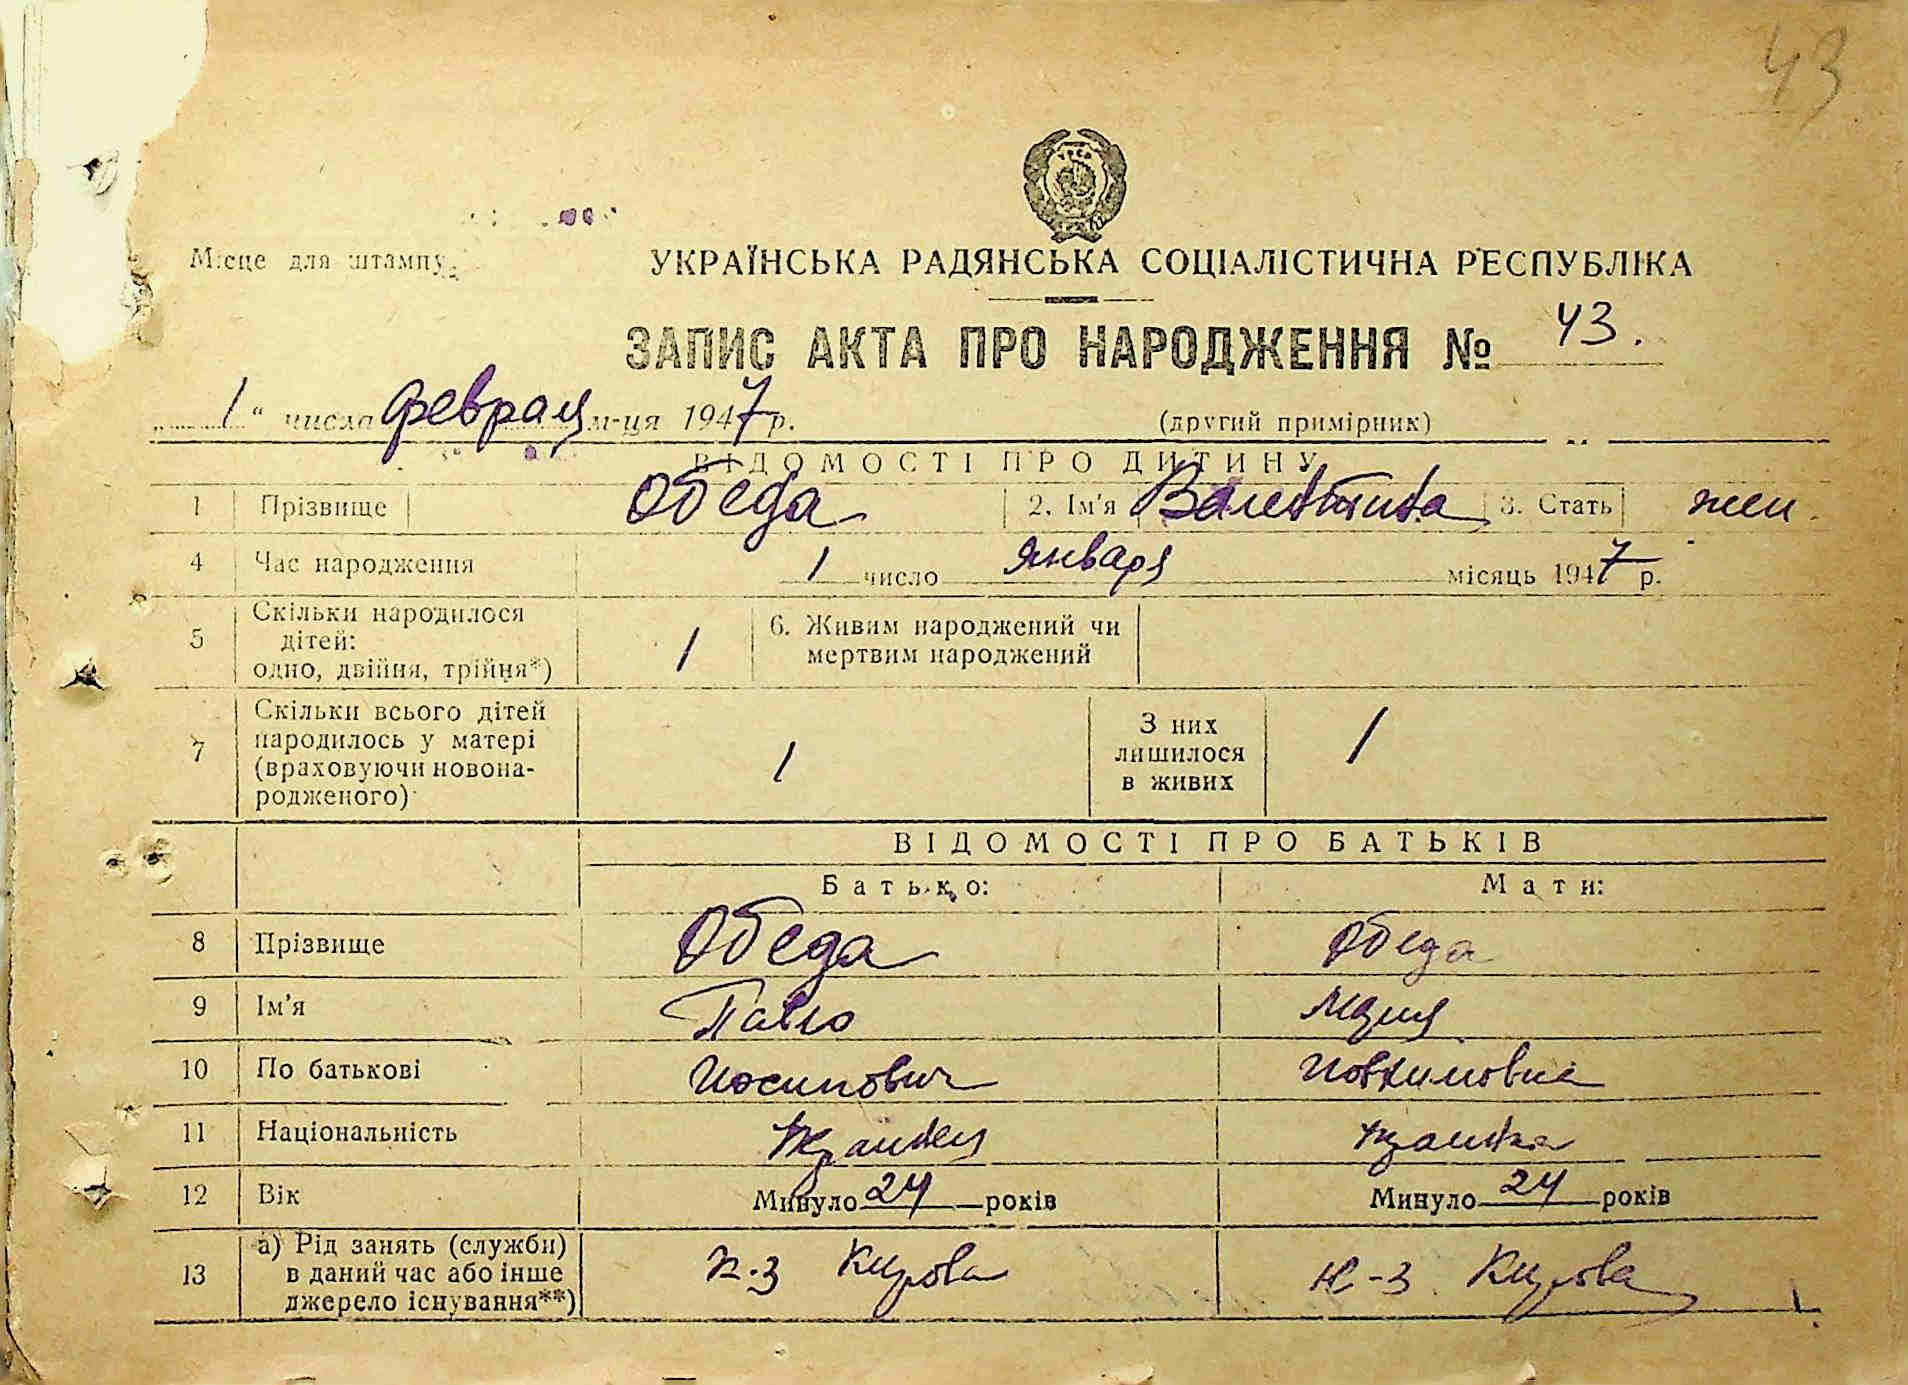 43
Місце для штампу
УКРАЇНСЬКА РАДЯНСЬКА СОЦІАЛІСТИЧНА РЕСПУБЛІКА
ЗАПИС АКТА ПРО НАРОДЖЕННЯ № 43.
„ 1 “ числа февраля м-ця 1947 р. (другий примірник)
ВІДОМОСТІ ПРО ДИТИНУ
1 Прізвище Обеда 2. Ім'я Валентина 3. Стать жен.
4 Час народження 1 число января місяць 1947 р.
5 Скільки народилося дітей: одно, двійня, трійня*) 1 6. Живим народжений чи мертвим народжений
7 Скільки всього дітей народилось у матері (враховуючи новонародженого) 1 З них лишилося в живих 1
ВІДОМОСТІ ПРО БАТЬКІВ
Батько: Мати:
8 Прізвище Обеда Обеда
9 Ім'я Павло Мария
10 По батькові Иосипович
11 Національність
12 Вік Минуло 24 років Минуло 24 років
13 а) Рід занять (служби) в даний час або інше джерело існування**) к-з Кирова к-з Кирова